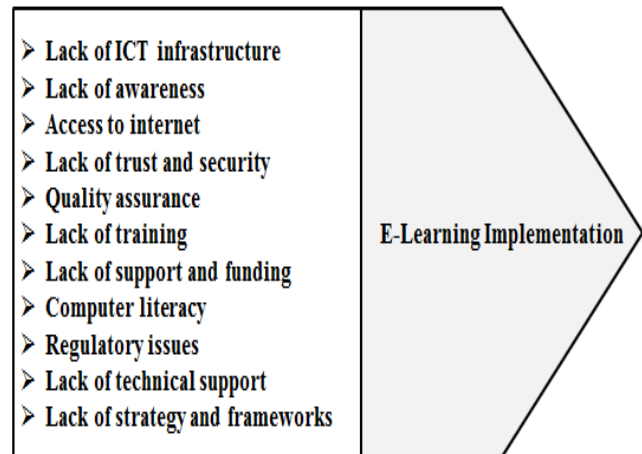 ➢ Lack of ICT infrastructure
➢ Lack of awareness
➢ Access to internet
➢ Lack of trust and security
➢ Quality assurance
➢ Lack of training
➢ Lack of support and funding
➢ Computer literacy
➢ Regulatory issues
➢ Lack of technical support
➢ Lack of strategy and frameworks
E-Learning Implementation